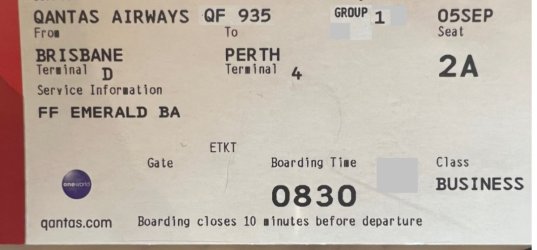 QANTAS AIRWAYS QF 935 GROUP 1 05SEP
From To Seat
BRISBANE PERTH 2A
Terminal D Terminal 4
Service Information
FF EMERALD BA
ETKT
Gate Boarding Time Class
oneworld 0830 BUSINESS
qantas.com Boarding closes 10 minutes before departure